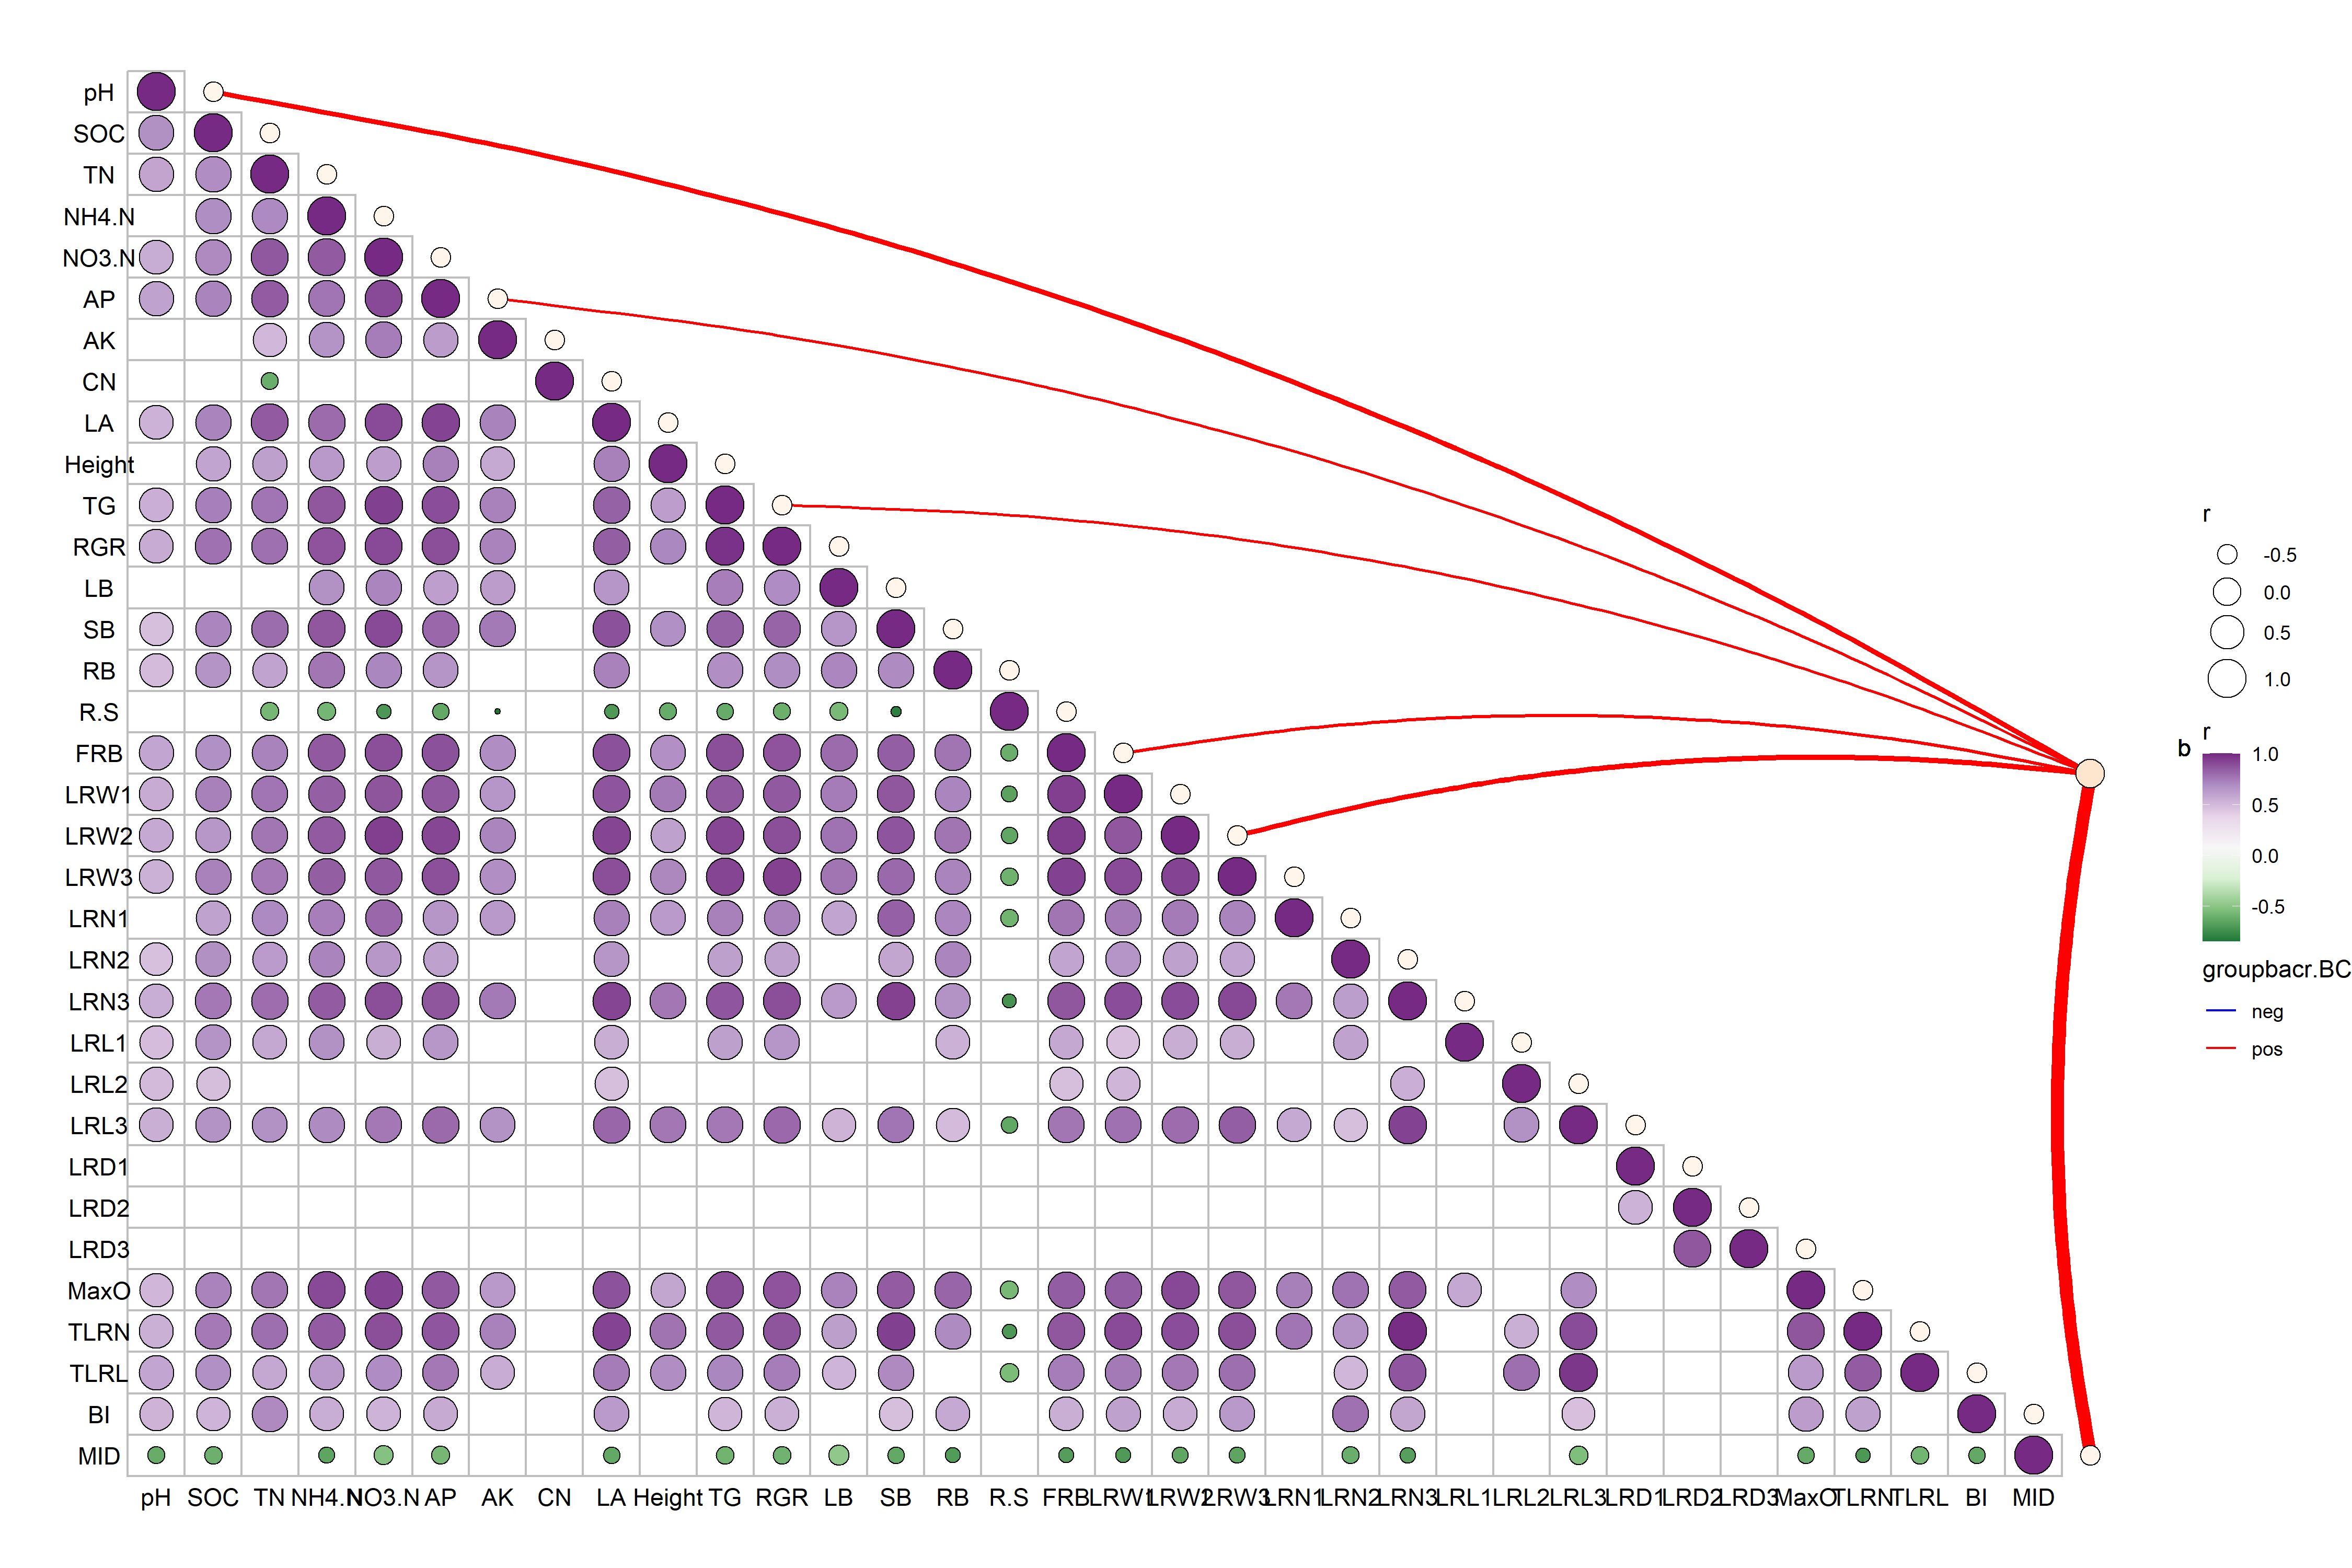 pH
SOC
TN
NH4.N
NO3.N
AP
AK
CN
LA
Height
TG
RGR
LB
SB
RB
R.S
FRB
LRW1
LRW2
LRW3
LRN1
LRN2
LRN3
LRL1
LRL2
LRL3
LRD1
LRD2
LRD3
MaxO
TLRN
TLRL
BI
MID
pH SOC TN NH4.N NO3.N AP AK CN LA Height TG RGR LB SB RB R.S FRB LRW1 LRW2 LRW3 LRN1 LRN2 LRN3 LRL1 LRL2 LRL3 LRD1 LRD2 LRD3 MaxO TLRN TLRL BI MID
b
r
-0.5
0.0
0.5
1.0
r
1.0
0.5
0.0
-0.5
groupbacr.BC
neg
pos